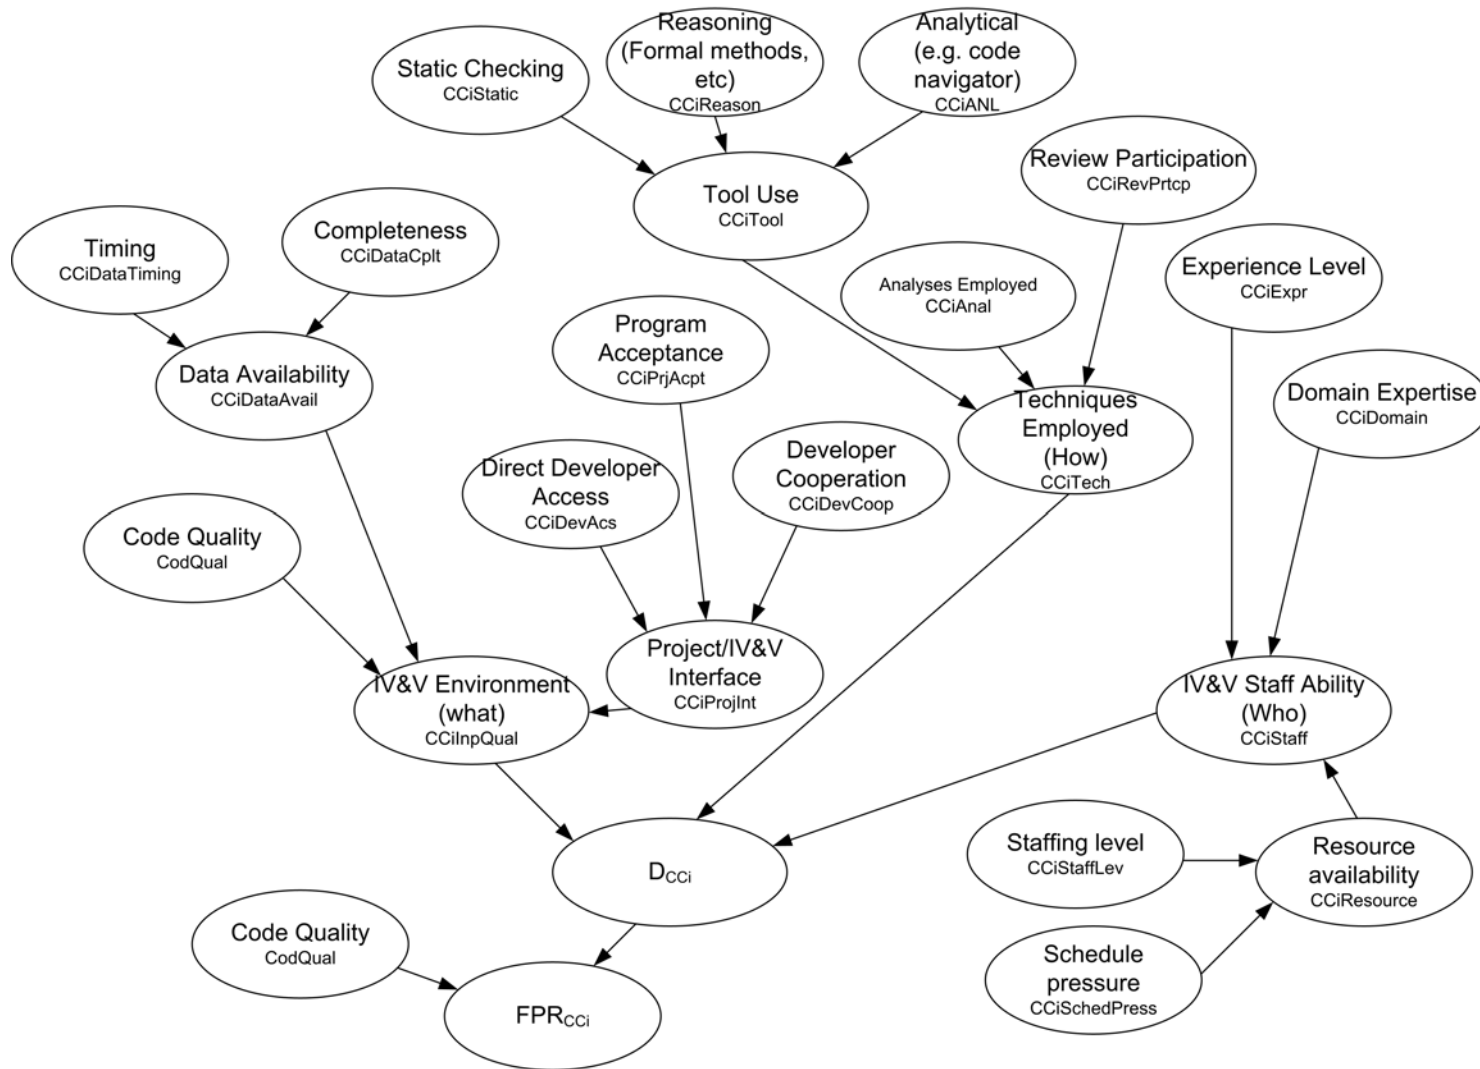 Reasoning
(Formal methods,
etc)
CCiReason
Analytical
(e.g. code
navigator)
CCiANL
Static Checking
CCiStatic
Review Participation
CCiRevPrtcp
Tool Use
CCiTool
Completeness
CCiDataCplt
Timing
CCiDataTiming
Experience Level
CCiExpr
Analyses Employed
CCiAnal
Program
Acceptance
CCiPrjAcpt
Data Availability
CCiDataAvail
Domain Expertise
CCiDomain
Techniques
Employed
(How)
CCiTech
Direct Developer
Access
CCiDevAcs
Developer
Cooperation
CCiDevCoop
Code Quality
CodQual
Project/IV&V
Interface
CCiProjInt
IV&V Environment
(what)
CCiInpQual
IV&V Staff Ability
(Who)
CCiStaff
Staffing level
CCiStaffLev
Resource
availability
CCiResource
DCCi
Code Quality
CodQual
Schedule
pressure
CCiSchedPress
FPRCCi